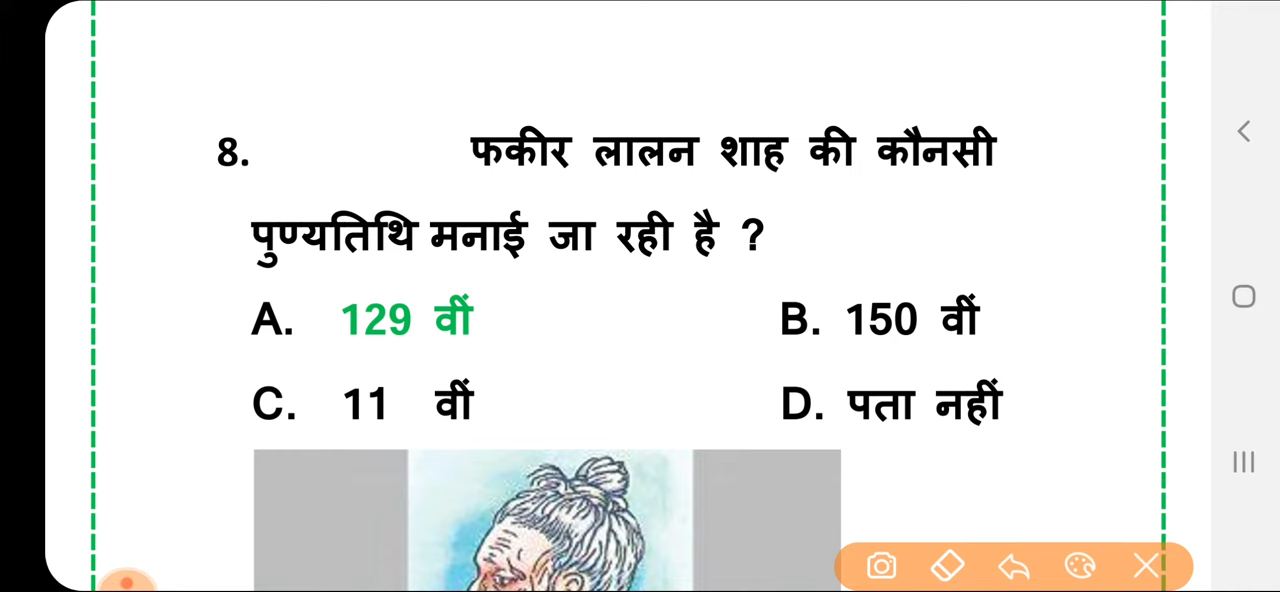 8. फकीर लालन शाह की कौनसी
पुण्यतिथि मनाई जा रही है ?
A. 129 वीं B. 150 वीं
C. 11 वीं D. पता नहीं